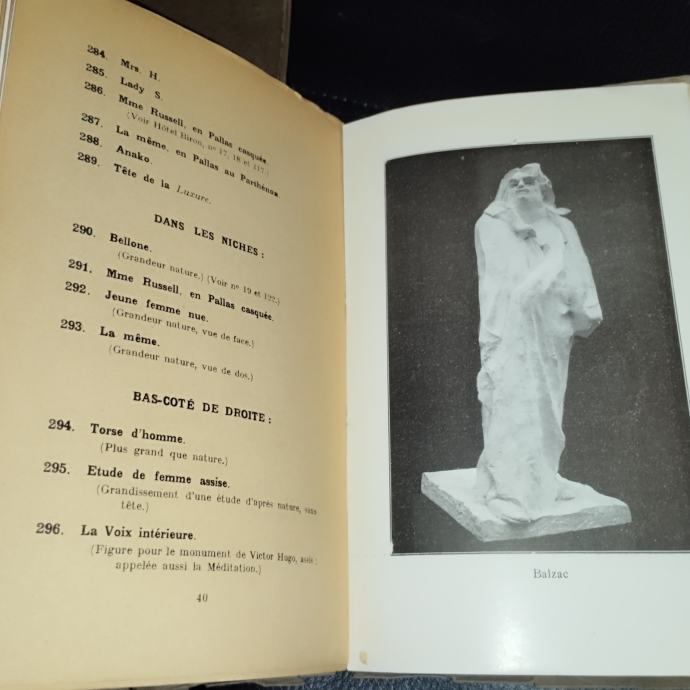 284. Mrs. H.
285. Lady S.
286. Mme Russell, en Pallas casquée.
(Voir Hôtel Biron, nos 17, 18 et 117.)
287. La même, en Pallas au Parthénon
288. Anako.
289. Tête de la Luxure.
DANS LES NICHES :
290. Bellone.
(Grandeur nature.) (Voir no 19 et 122.)
291. Mme Russell, en Pallas casquée.
292. Jeune femme nue.
(Grandeur nature, vue de face.)
293. La même.
(Grandeur nature, vue de dos.)
BAS-COTÉ DE DROITE :
294. Torse d'homme.
(Plus grand que nature.)
295. Etude de femme assise.
(Grandissement d'une étude d'après nature, sans
tête.)
296. La Voix intérieure.
(Figure pour le monument de Victor Hugo, assis ;
appelée aussi la Méditation.)
40
Balzac